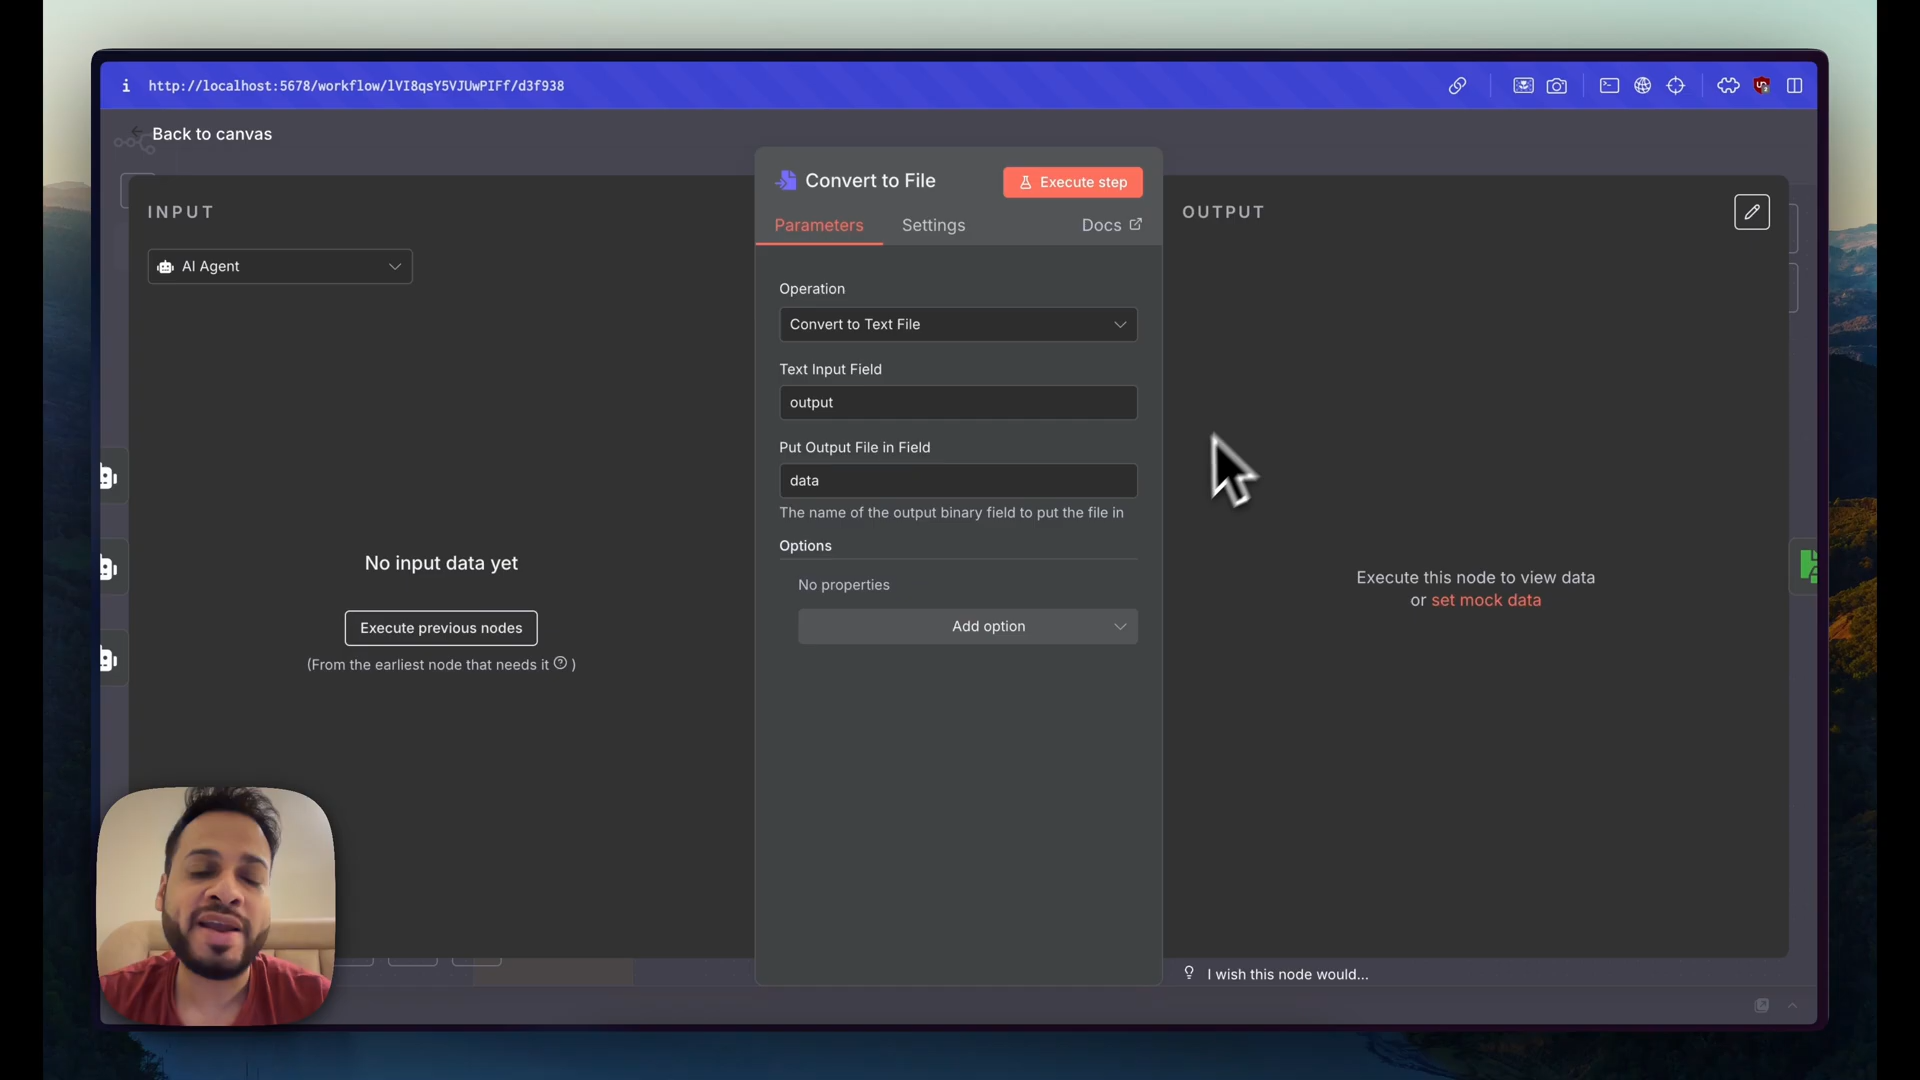 i http://localhost:5678/workflow/lVI8qsY5VJUwPIFf/d3f938
Back to canvas
INPUT
AI Agent
No input data yet
Execute previous nodes
(From the earliest node that needs it ? )
Convert to File
Execute step
Parameters
Settings
Docs
Operation
Convert to Text File
Text Input Field
output
Put Output File in Field
data
The name of the output binary field to put the file in
Options
No properties
Add option
OUTPUT
Execute this node to view data
or set mock data
I wish this node would...